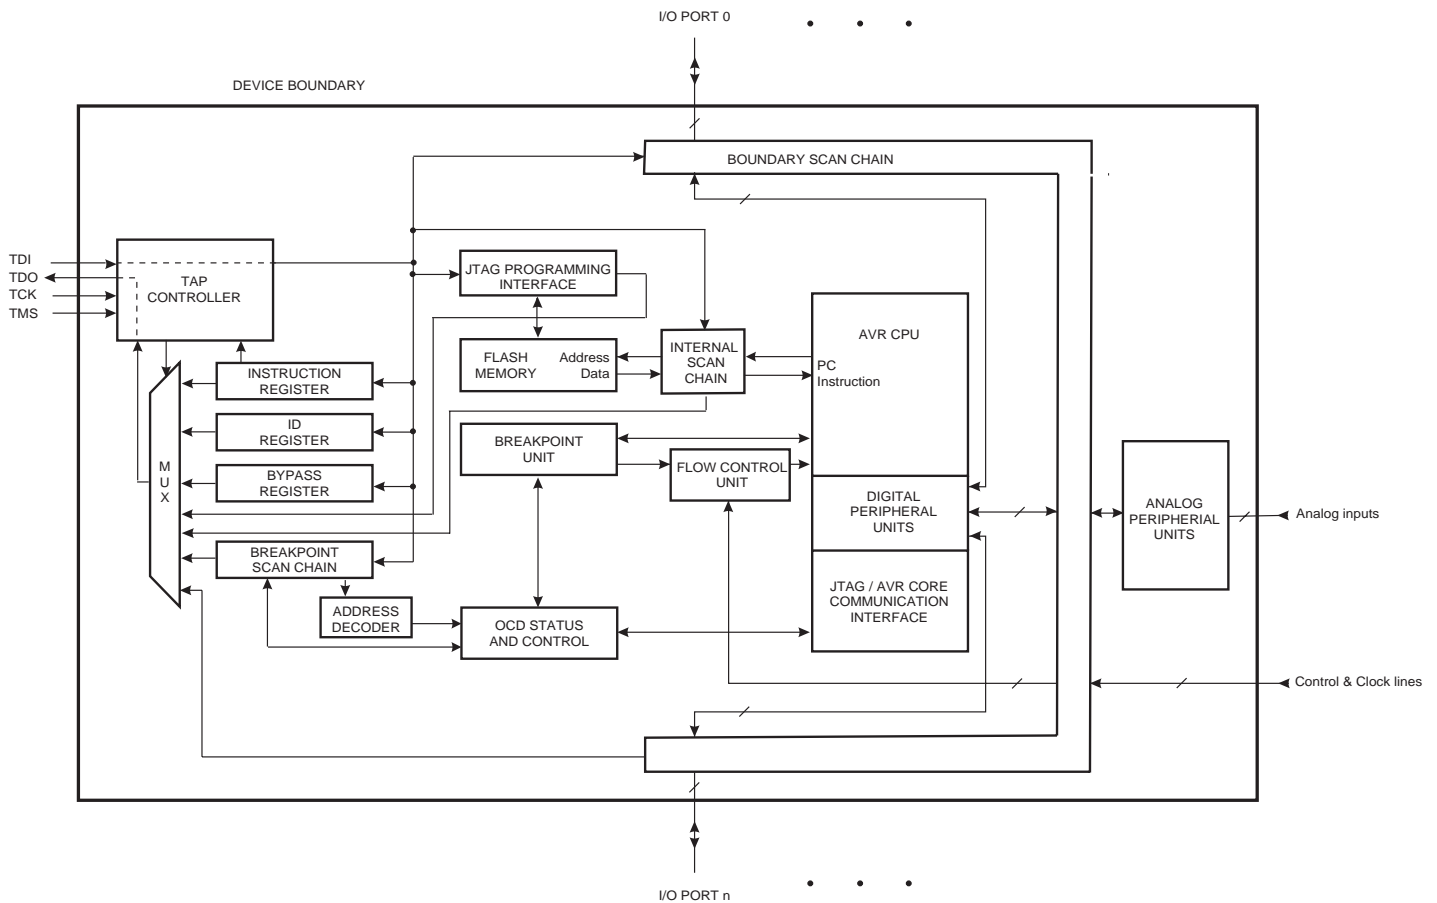 I/O PORT 0
DEVICE BOUNDARY
BOUNDARY SCAN CHAIN
TDI
TDO
TCK
TMS
TAP
CONTROLLER
JTAG PROGRAMMING
INTERFACE
AVR CPU
FLASH
MEMORY
Address
Data
INTERNAL
SCAN
CHAIN
PC
Instruction
INSTRUCTION
REGISTER
ID
REGISTER
BREAKPOINT
UNIT
FLOW CONTROL
UNIT
M
U
X
BYPASS
REGISTER
DIGITAL
PERIPHERAL
UNITS
ANALOG
PERIPHERIAL
UNITS
Analog inputs
BREAKPOINT
SCAN CHAIN
JTAG / AVR CORE
COMMUNICATION
INTERFACE
ADDRESS
DECODER
OCD STATUS
AND CONTROL
Control & Clock lines
I/O PORT n